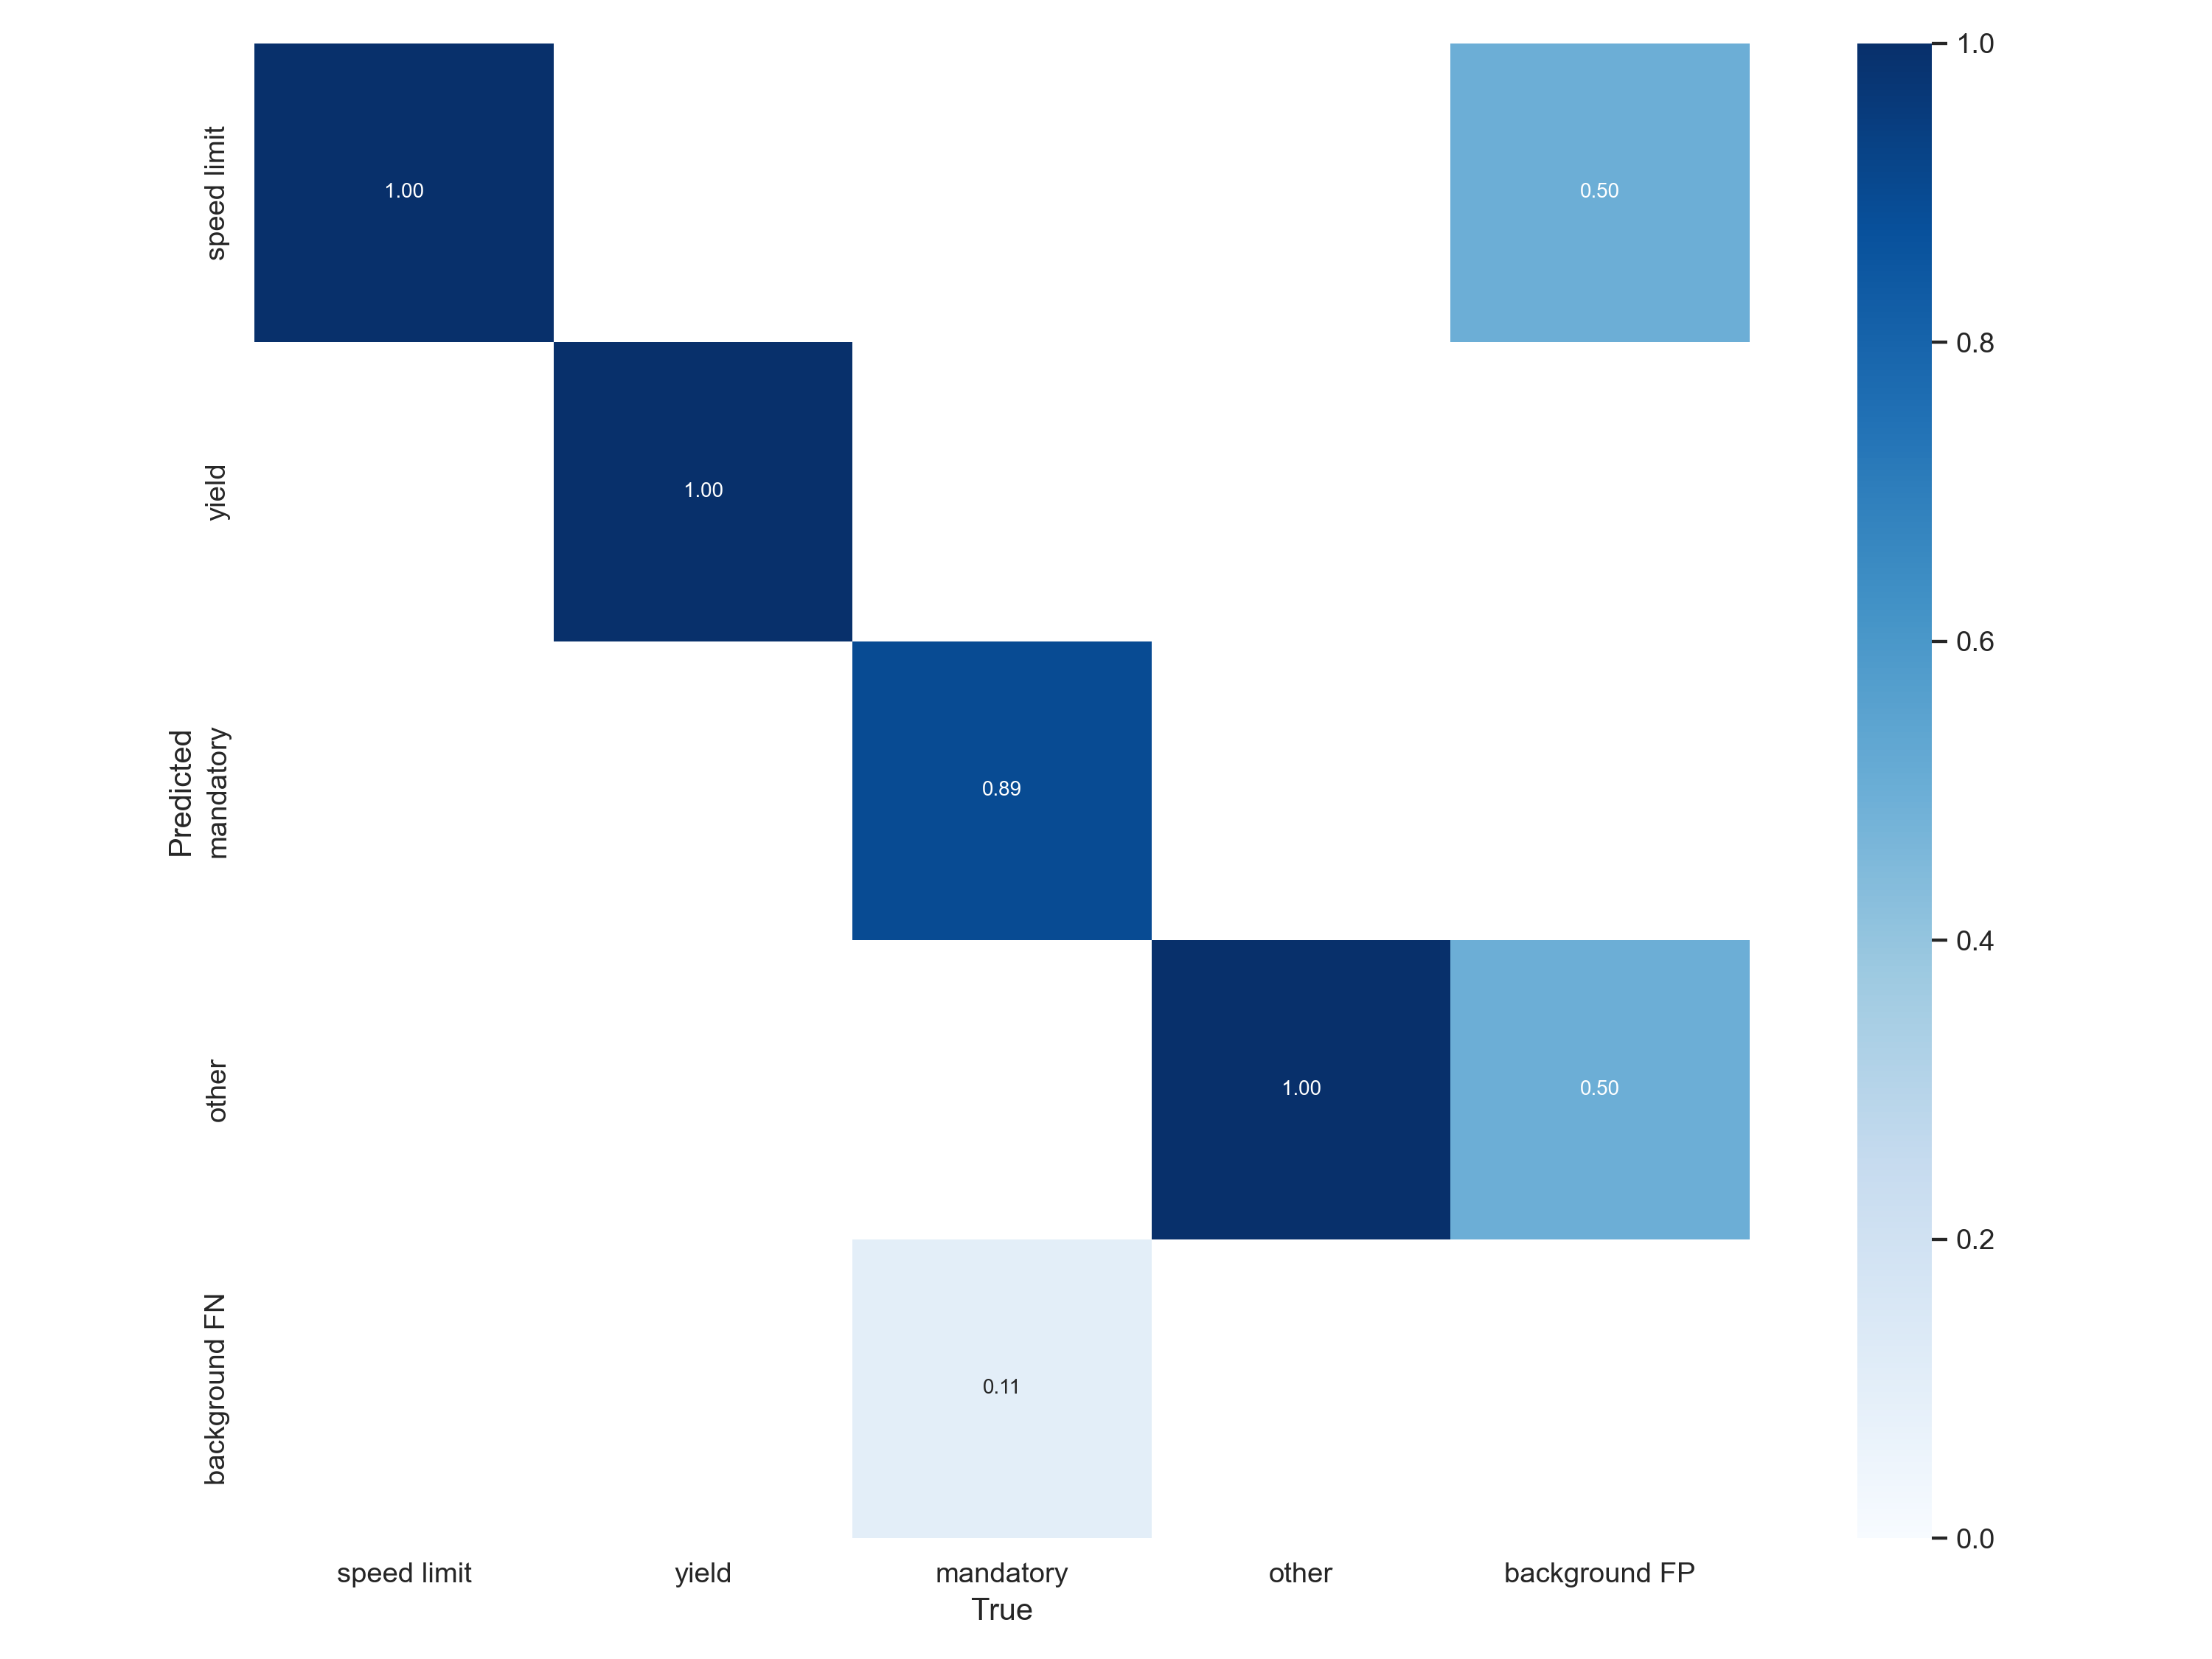 1.0
speed limit
1.00
0.50
0.8
yield
1.00
0.6
Predicted
mandatory
0.89
0.4
other
1.00
0.50
0.2
background FN
0.11
0.0
speed limit
yield
mandatory
other
background FP
True